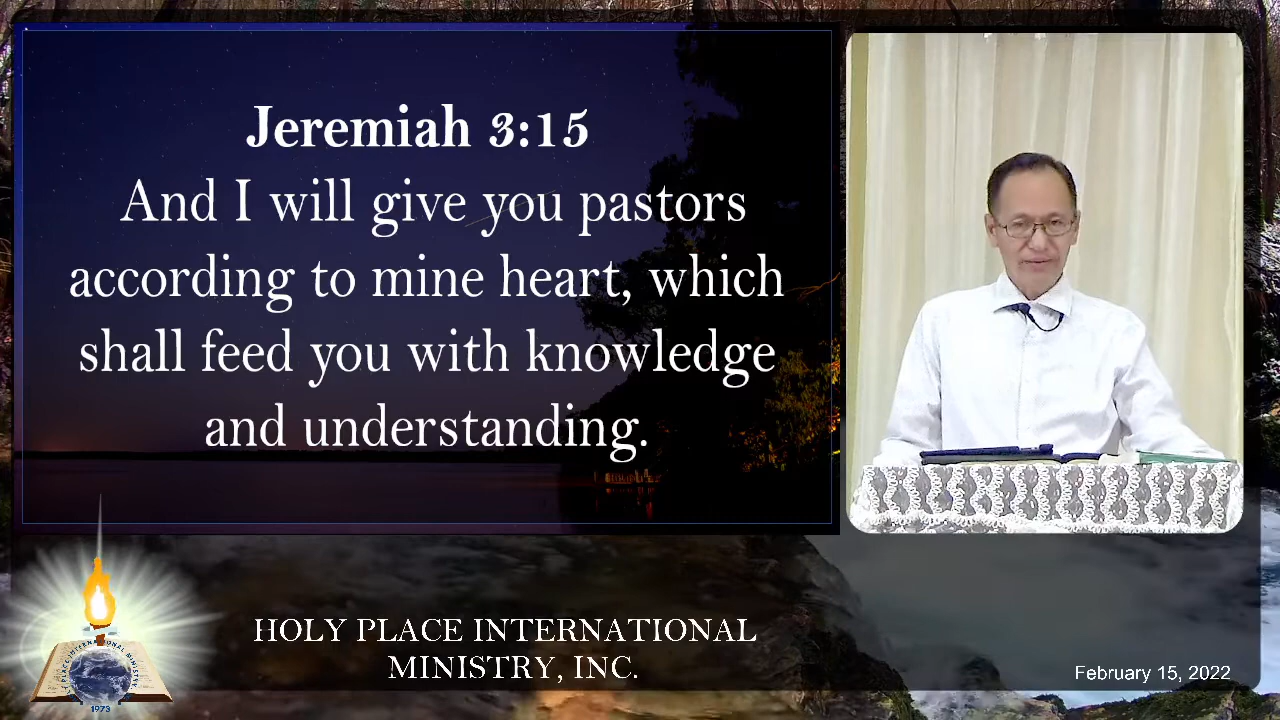 Jeremiah 3:15
And I will give you pastors
according to mine heart, which
shall feed you with knowledge
and understanding.
HOLY PLACE INTERNATIONAL
MINISTRY, INC.
February 15, 2022
1973